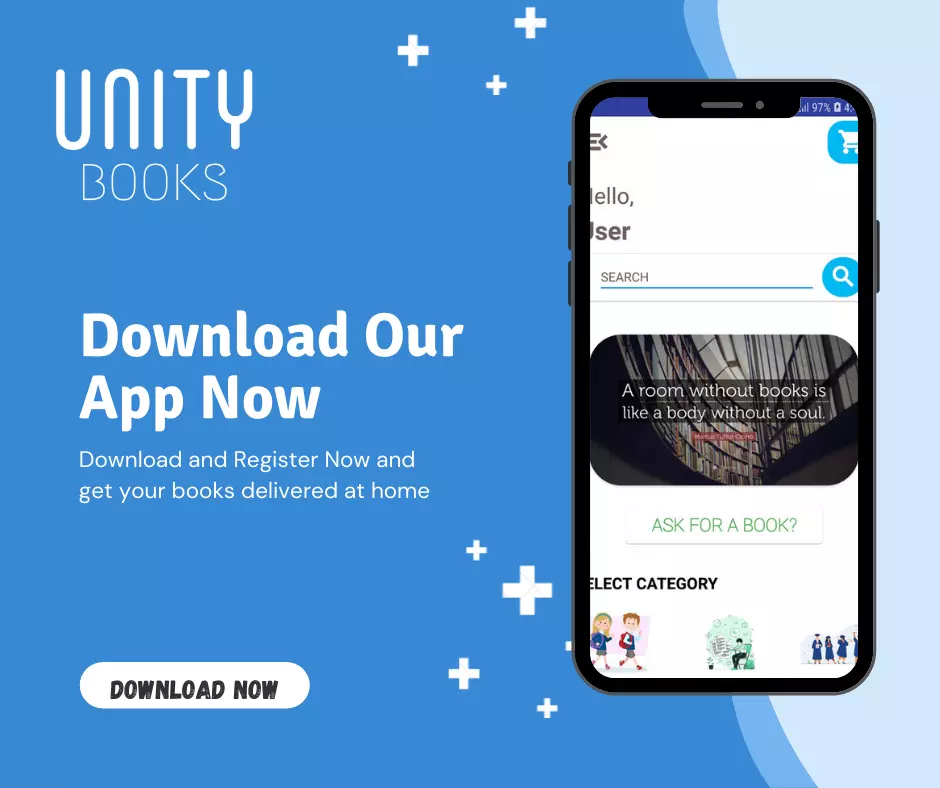 UNITY
BOOKS
Download Our
App Now
Download and Register Now and
get your books delivered at home
DOWNLOAD NOW
97% 4:
ello,
User
SEARCH
A room without books is
like a body without a soul.
Marcus Tullius Cicero
ASK FOR A BOOK?
ELECT CATEGORY